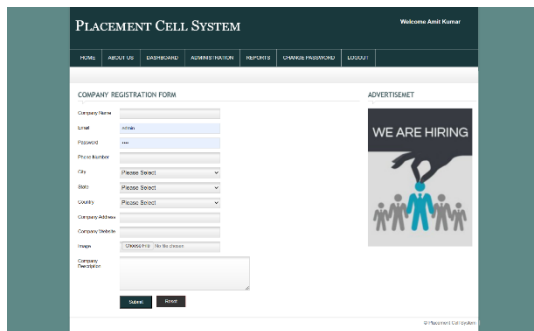 PLACEMENT CELL SYSTEM
Welcome Amit Kumar
HOME ABOUT US DASHBOARD ADMINISTRATION REPORTS CHANGE PASSWORD LOGOUT
COMPANY REGISTRATION FORM
ADVERTISEMET
Company Name
Email admin
Password
Phone Number
City Please Select
State Please Select
Country Please Select
Company Address
Company Website
Image Choose File No file chosen
Company
Description
Submit Reset
WE ARE HIRING
© Placement Cell System